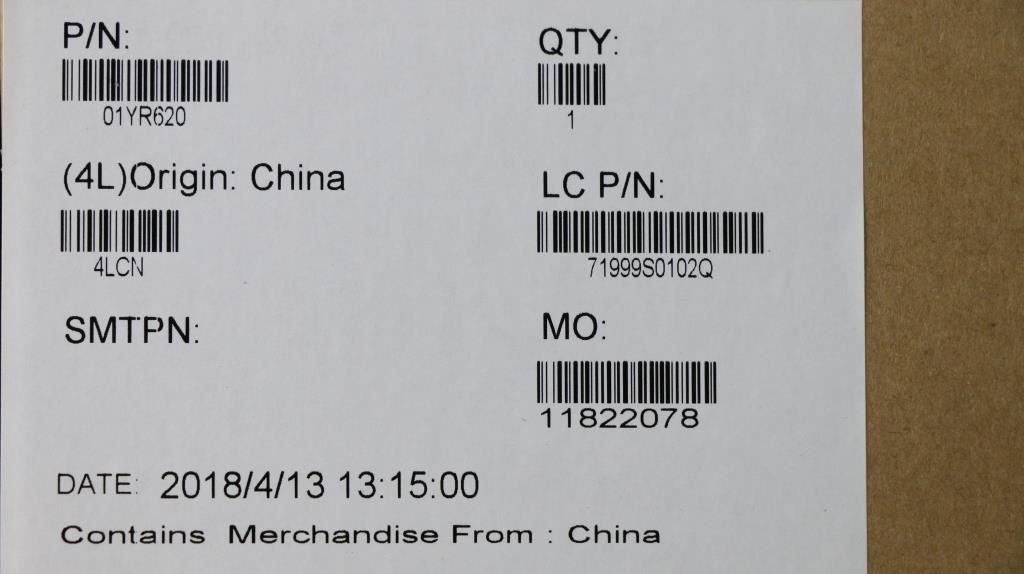 P/N:
01YR620
QTY:
1
(4L)Origin: China
4LCN
LC P/N:
71999S0102Q
SMTPN:
MO:
11822078
DATE: 2018/4/13 13:15:00
Contains Merchandise From : China